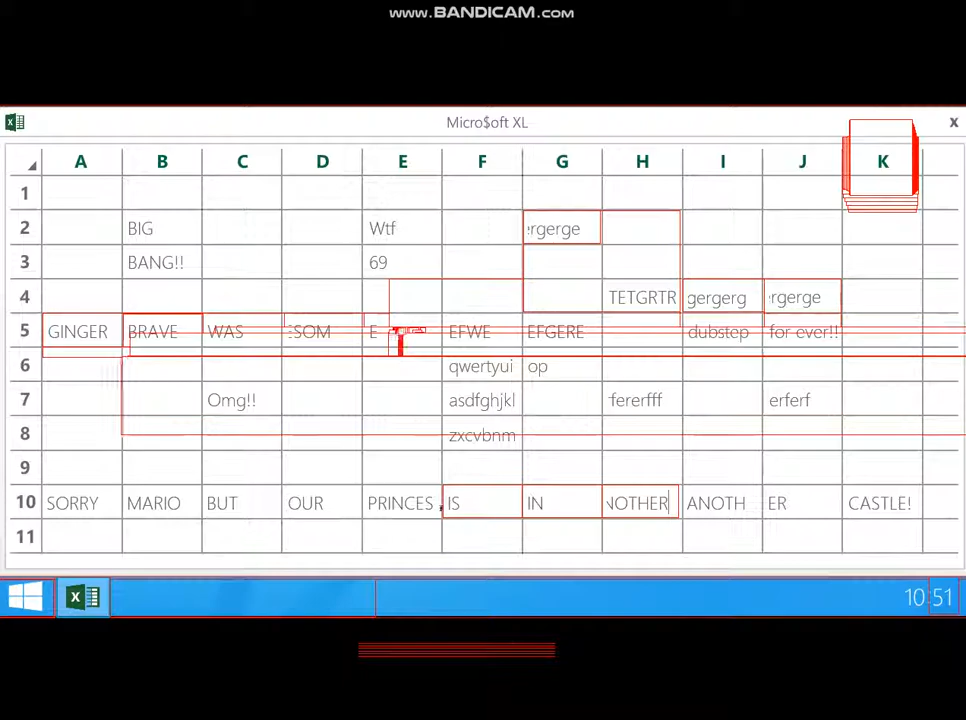 www.BANDICAM.com
Micro$oft XL x
A B C D E F G H I J K
1
2 BIG Wtf ergerge
3 BANG!! 69
4 TETGRTR gergerg ergerge
5 GINGER BRAVE WAS ESOM E EFWE EFGERE dubstep for ever!!
6 qwertyui op
7 Omg!! asdfghjkl fererfff erferf
8 zxcvbnm
9
10 SORRY MARIO BUT OUR PRINCES IS IN NOTHER ANOTH ER CASTLE!
11
10:51